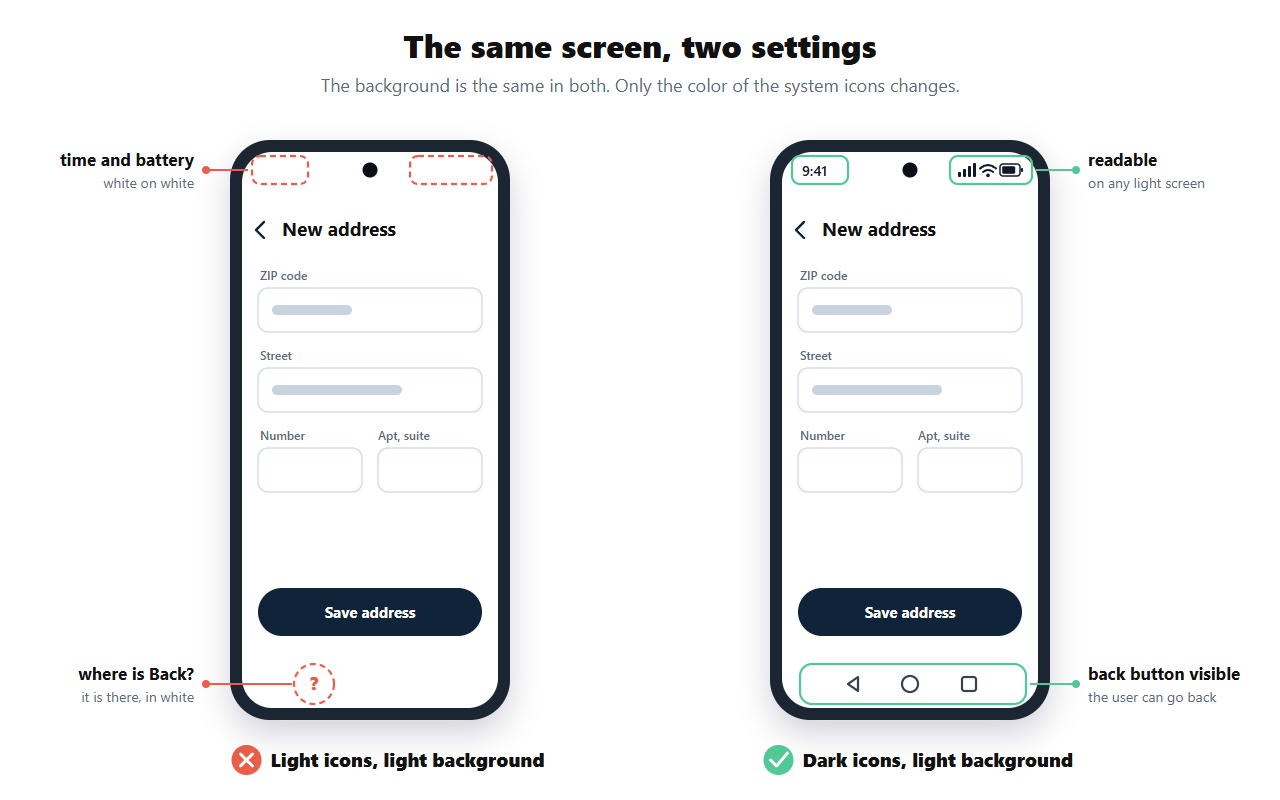 The same screen, two settings
The background is the same in both. Only the color of the system icons changes.
time and battery
white on white
New address
ZIP code
Street
Number
Apt, suite
Save address
where is Back?
it is there, in white
?
Light icons, light background
9:41
readable
on any light screen
New address
ZIP code
Street
Number
Apt, suite
Save address
back button visible
the user can go back
Dark icons, light background